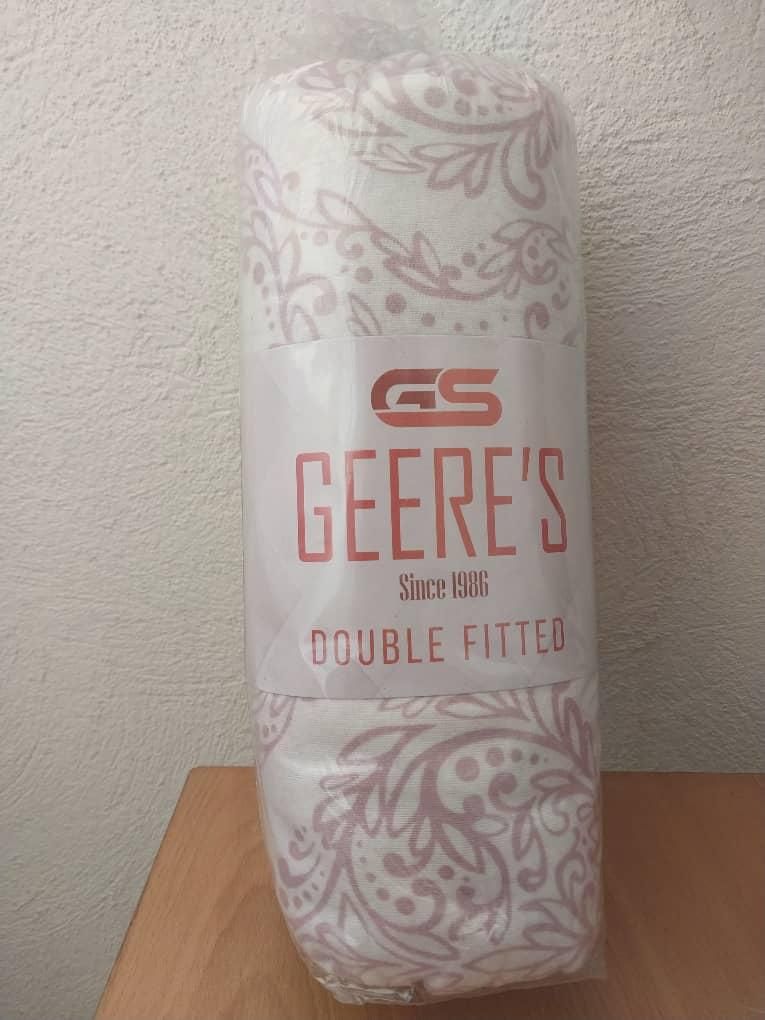 GS
GEERE'S
Since 1986
DOUBLE FITTED